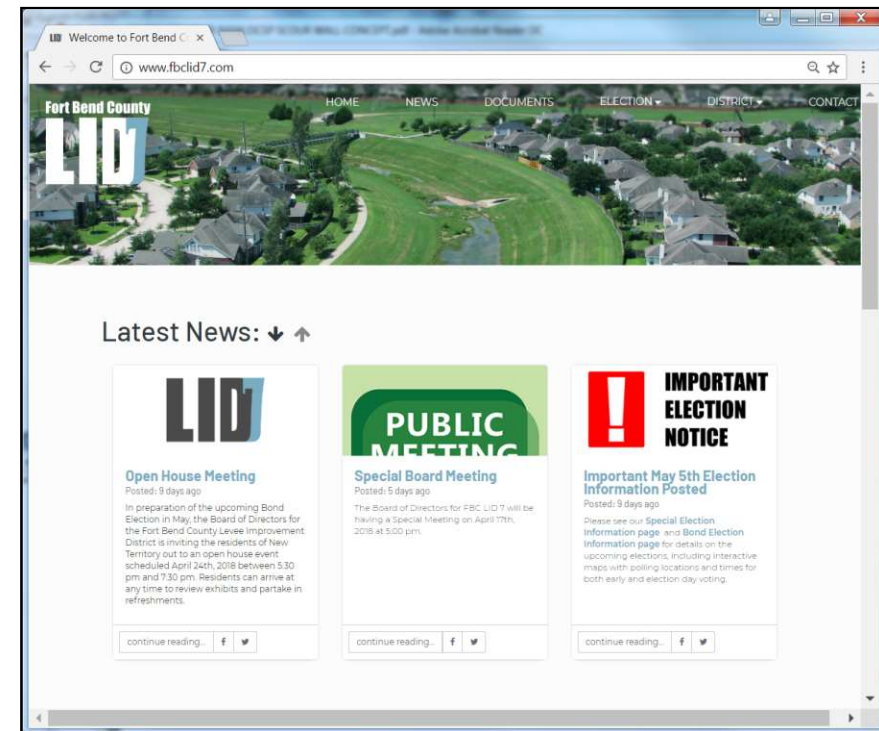 Welcome to Fort Bend C
www.fbclid7.com
Fort Bend County
LID7
HOME NEWS DOCUMENTS ELECTION DISTRICT CONTACT
Latest News:
LID7
Open House Meeting
Posted: 9 days ago
In preparation of the upcoming Bond
Election in May, the Board of Directors for
the Fort Bend County Levee Improvement
District is inviting the residents of New
Territory out to an open house event
scheduled April 24th, 2018 between 5:30
pm and 7:30 pm. Residents can arrive at
any time to review exhibits and partake in
refreshments.
continue reading...
PUBLIC
MEETING
Special Board Meeting
Posted: 5 days ago
The Board of Directors for FBC LID 7 will be
having a Special Meeting on April 17th,
2018 at 5:00 pm.
continue reading...
IMPORTANT
ELECTION
NOTICE
Important May 5th Election
Information Posted
Posted: 9 days ago
Please see our Special Election
Information page and Bond Election
Information page for details on the
upcoming elections, including interactive
maps with polling locations and times for
both early and election day voting.
continue reading...